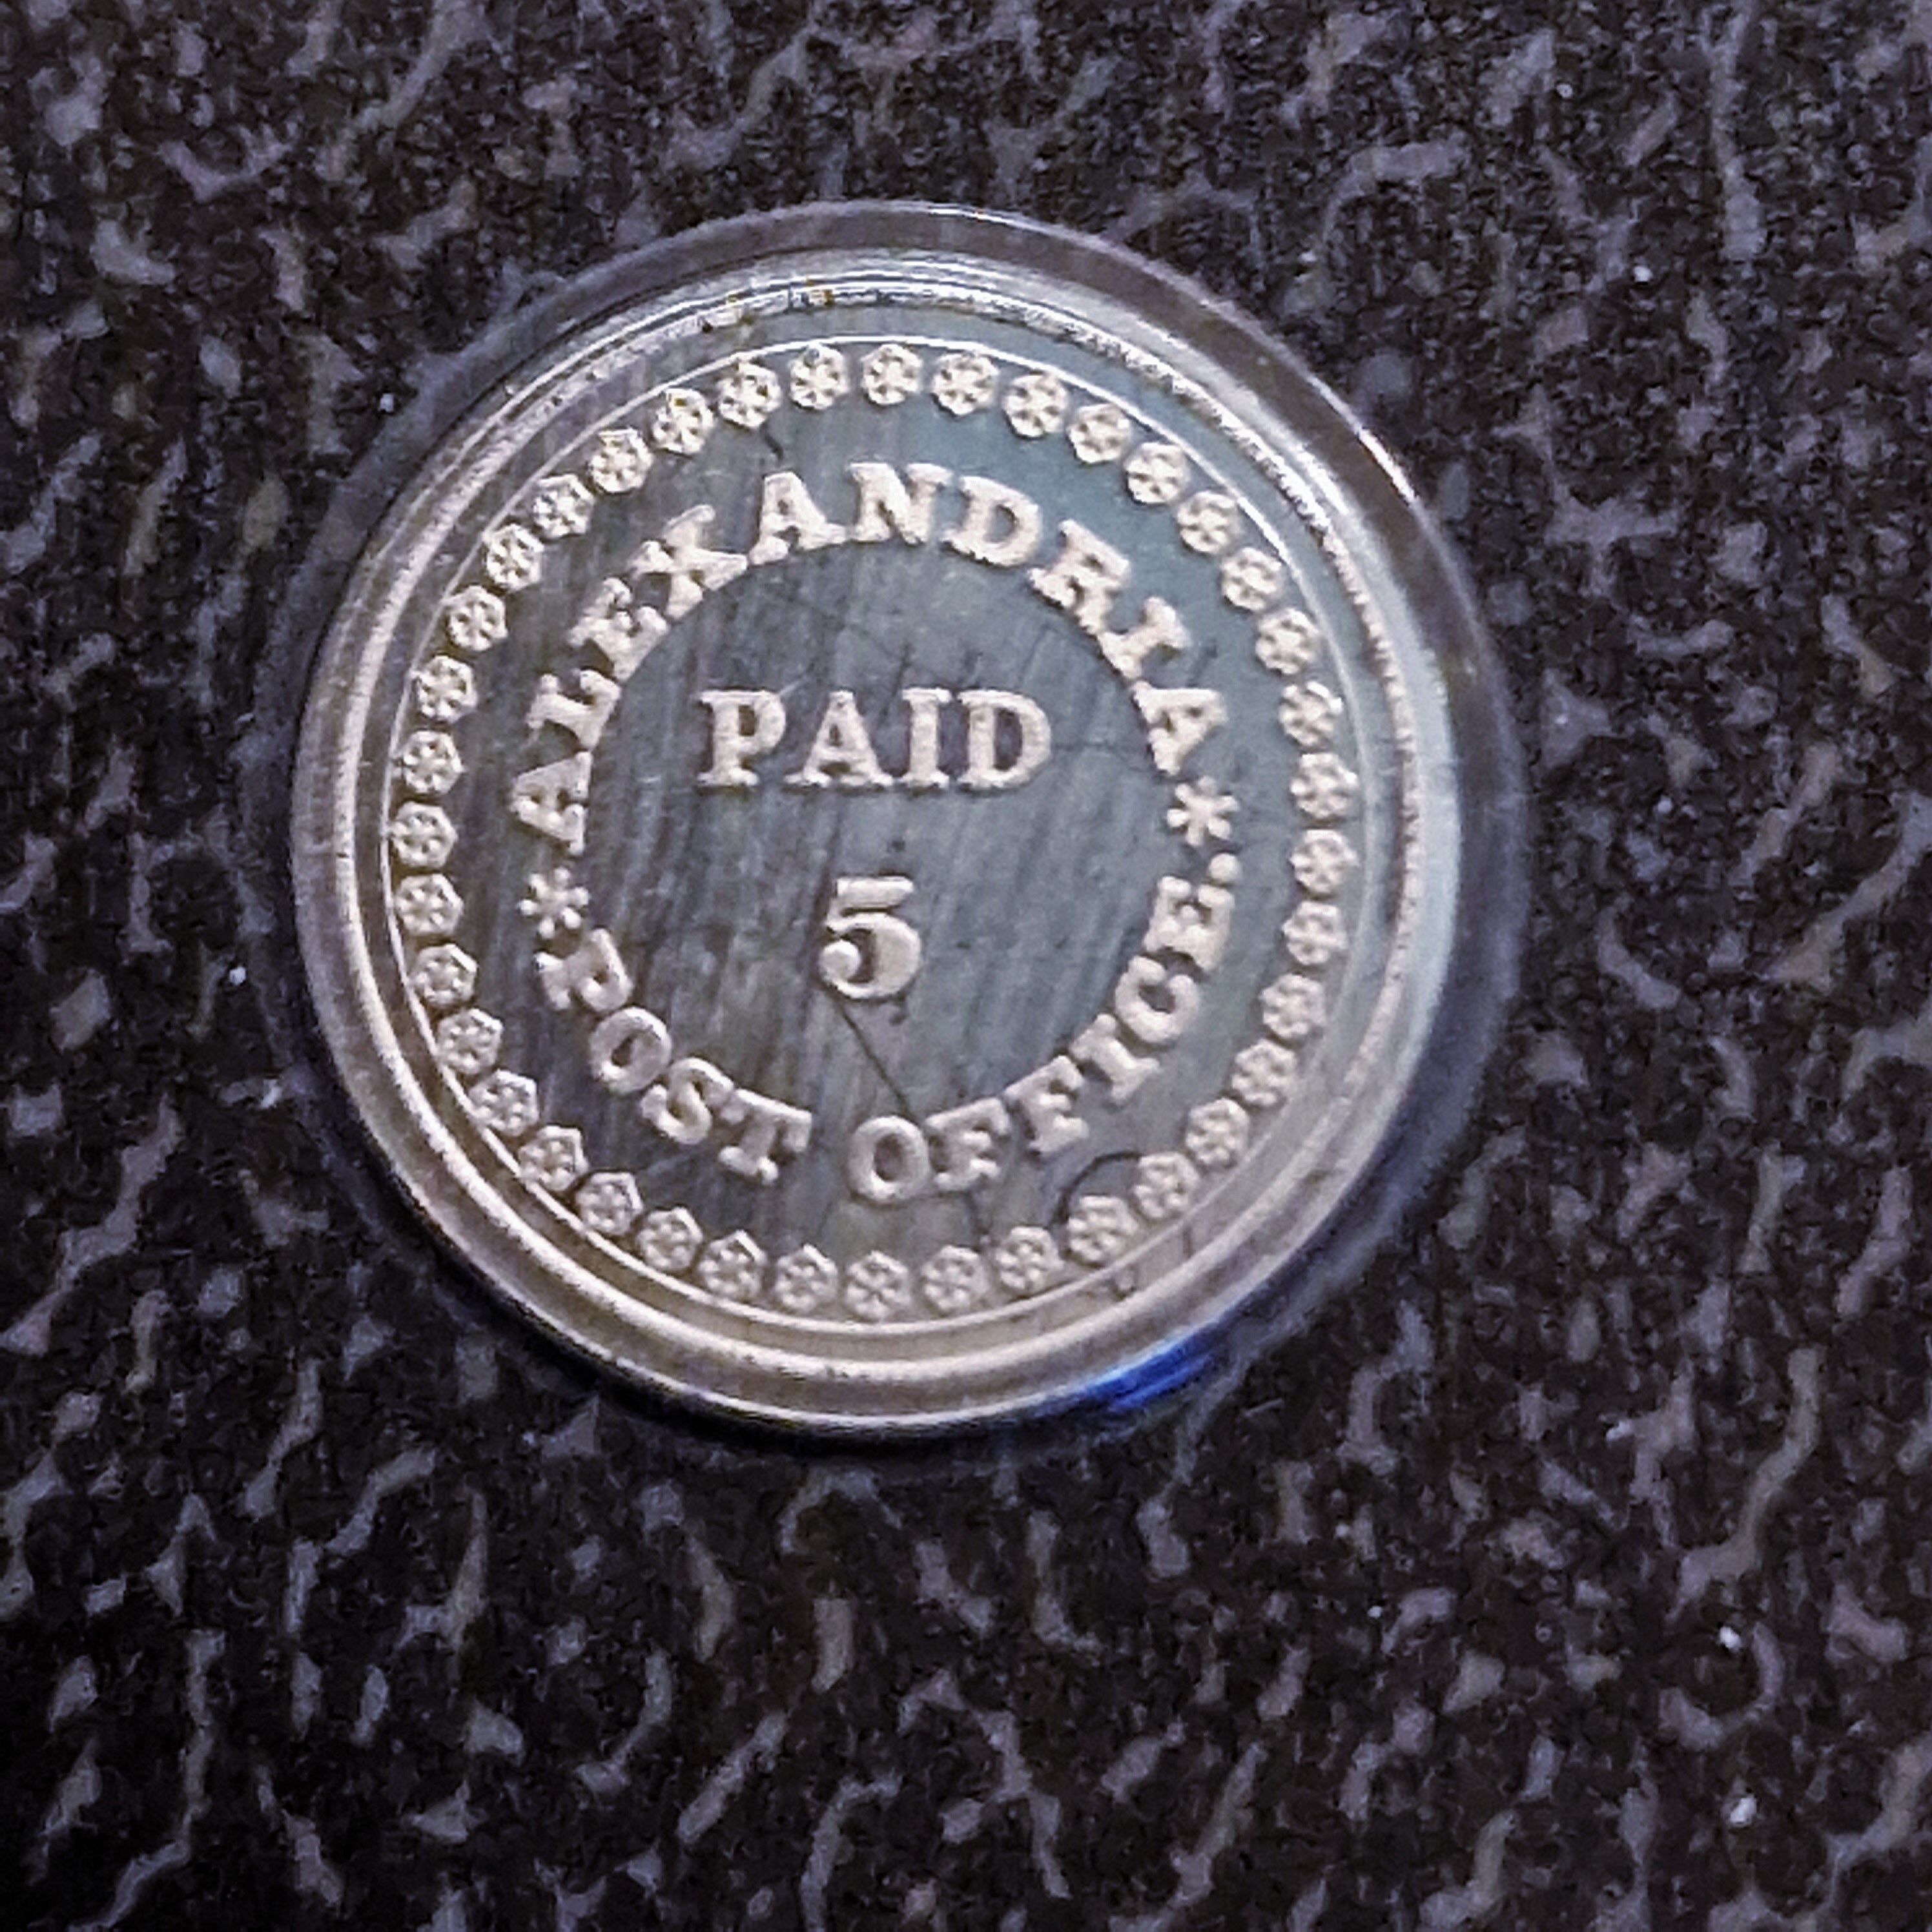 ALEXANDRIA
PAID
5
* POST OFFICE. *